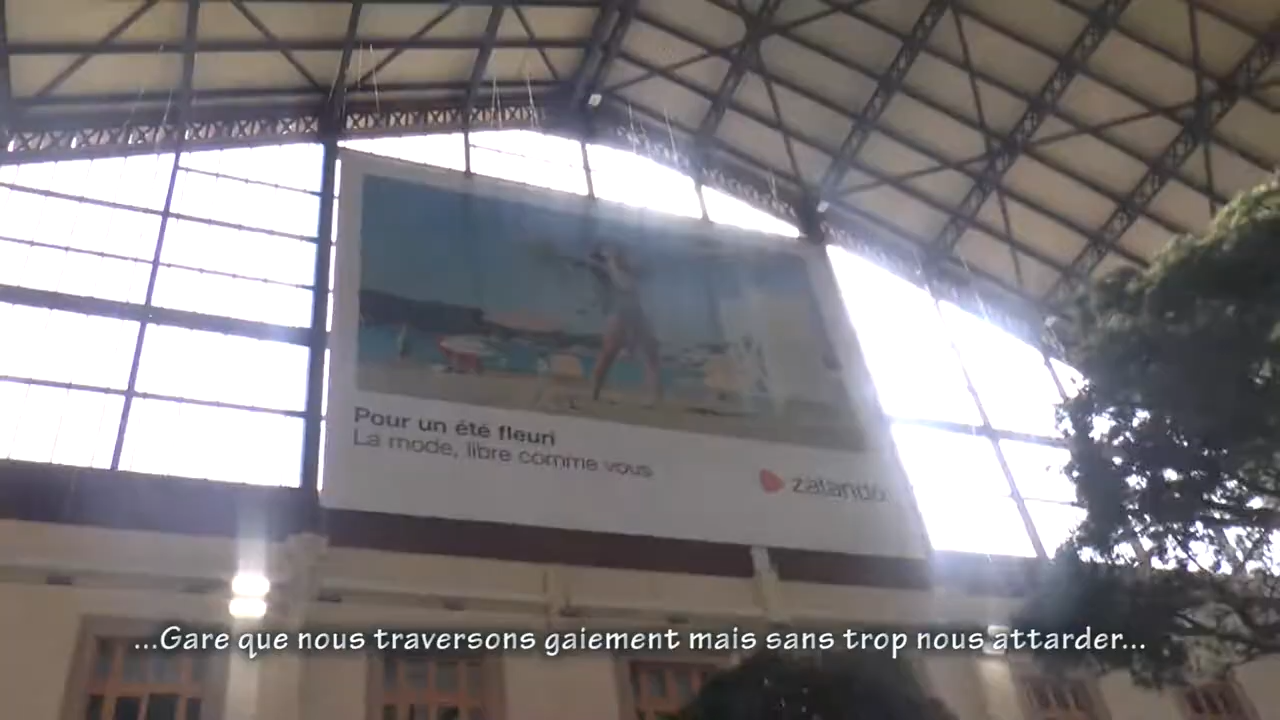 Pour un été fleuri
La mode, libre comme vous
zalando
...Gare que nous traversons gaiement mais sans trop nous attarder...